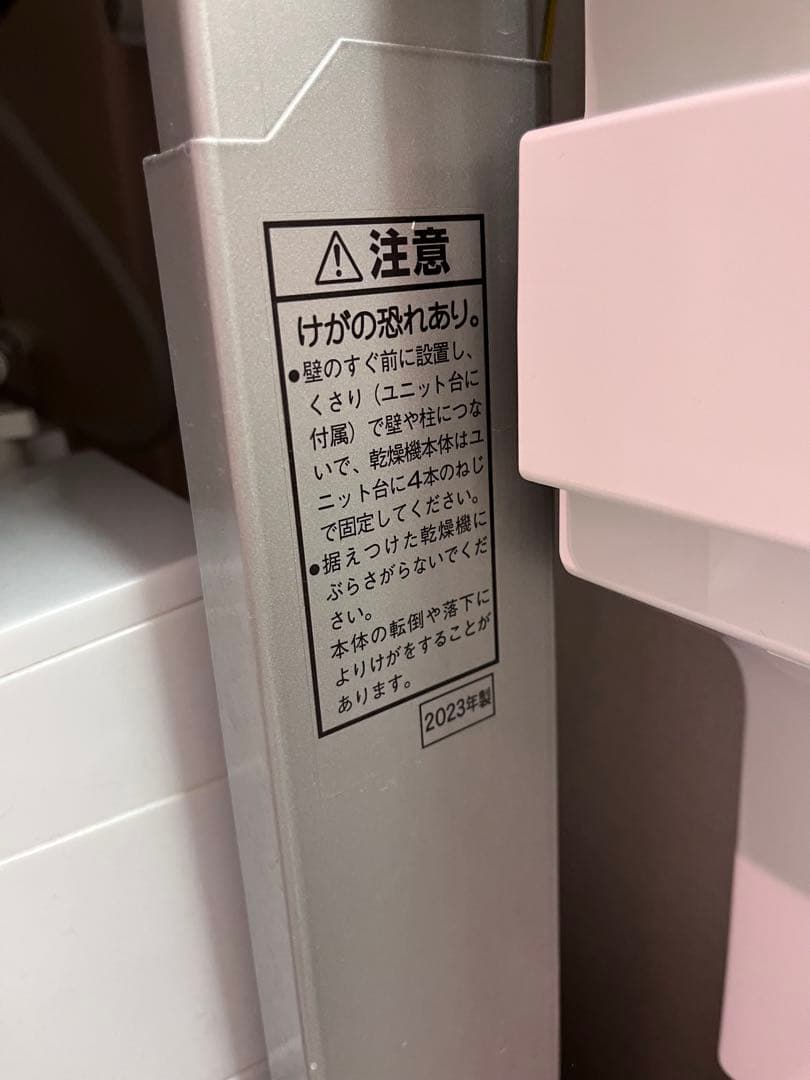 注意
けがの恐れあり。
●壁のすぐ前に設置し、
くさり（ユニット台に
付属）で壁や柱につな
いで、乾燥機本体はユ
ニット台に4本のねじ
で固定してください。
●据えつけた乾燥機に
ぶらさがらないでくだ
さい。
本体の転倒や落下に
よりけがをすることが
あります。
2023年製